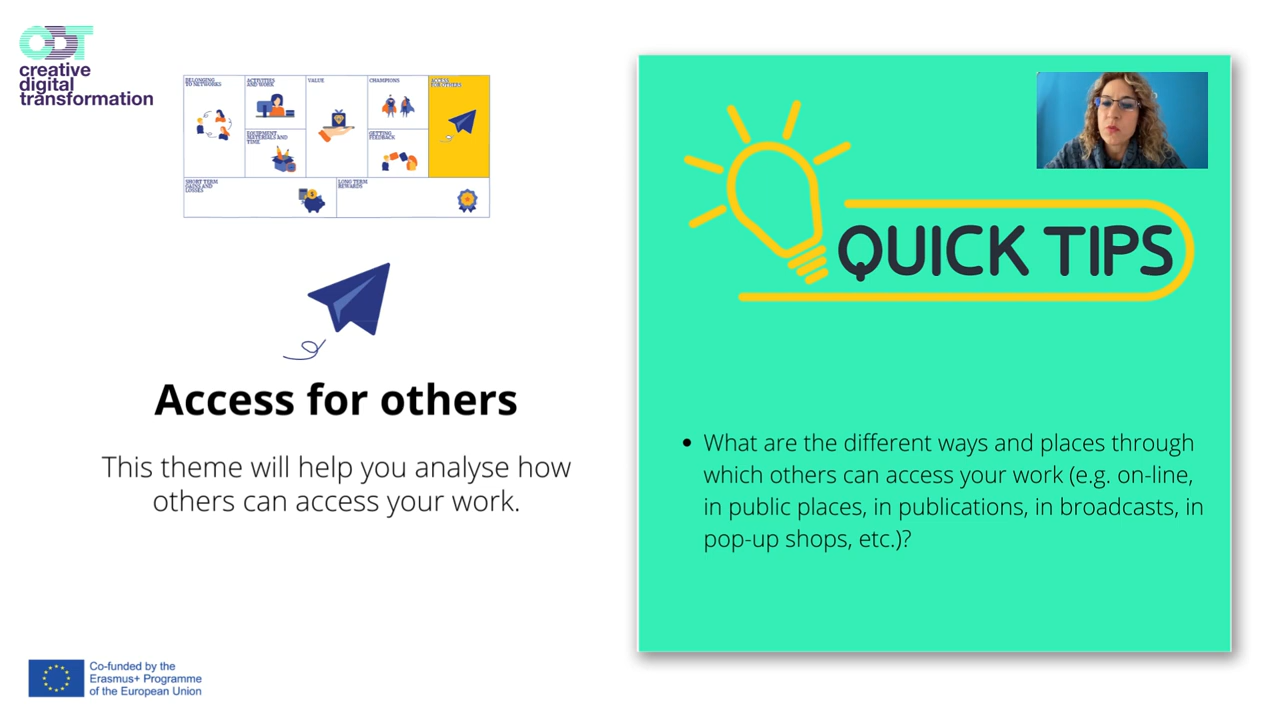 CDT
creative
digital
transformation
BELONGING
TO NETWORKS
ACTIVITIES
AND WORK
VALUE
CHAMPIONS
ACCESS
FOR OTHERS
EQUIPMENT,
MATERIALS AND
TIME
GETTING
FEEDBACK
SHORT TERM
GAINS AND
LOSSES
LONG TERM
REWARDS
Access for others
This theme will help you analyse how
others can access your work.
Co-funded by the
Erasmus+ Programme
of the European Union
QUICK TIPS
• What are the different ways and places through
which others can access your work (e.g. on-line,
in public places, in publications, in broadcasts, in
pop-up shops, etc.)?